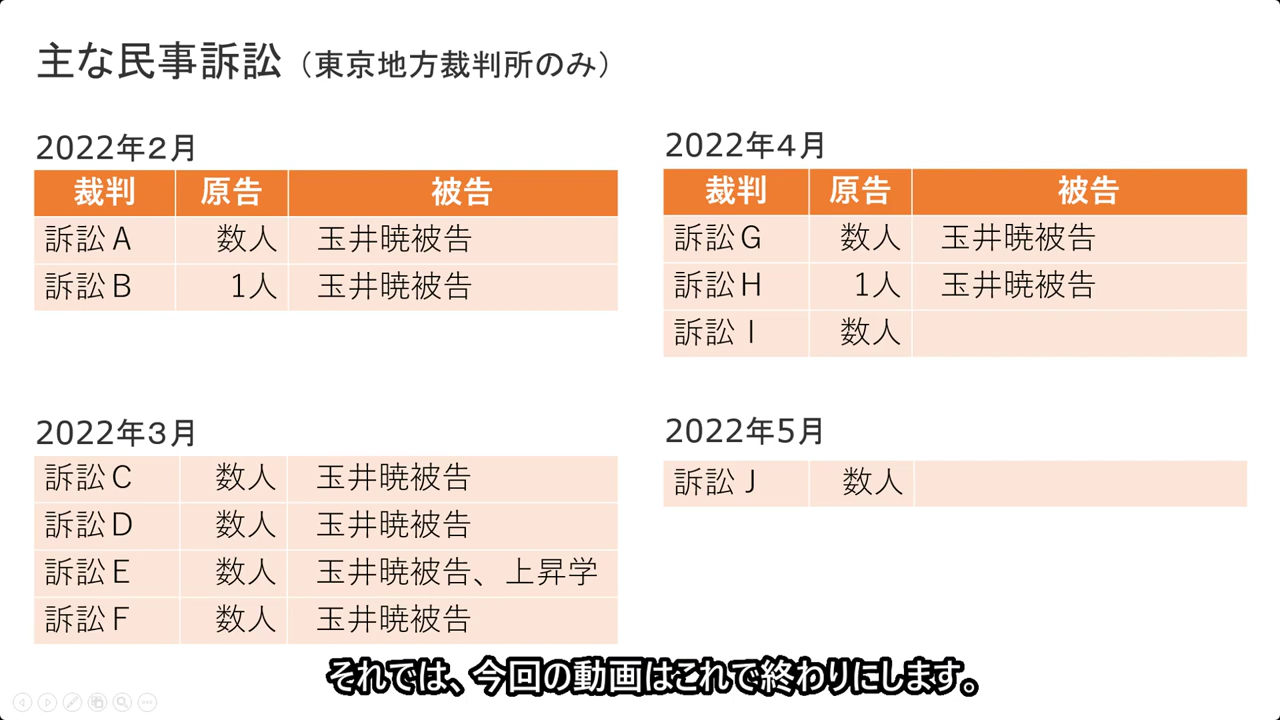 主な民事訴訟（東京地方裁判所のみ）
2022年２月
裁判 原告 被告
訴訟Ａ 数人 玉井暁被告
訴訟Ｂ 1人 玉井暁被告
2022年３月
訴訟Ｃ 数人 玉井暁被告
訴訟Ｄ 数人 玉井暁被告
訴訟Ｅ 数人 玉井暁被告、上昇学
訴訟Ｆ 数人 玉井暁被告
2022年４月
裁判 原告 被告
訴訟Ｇ 数人 玉井暁被告
訴訟Ｈ 1人 玉井暁被告
訴訟Ｉ 数人
2022年5月
訴訟Ｊ 数人
それでは、今回の動画はこれで終わりにします。